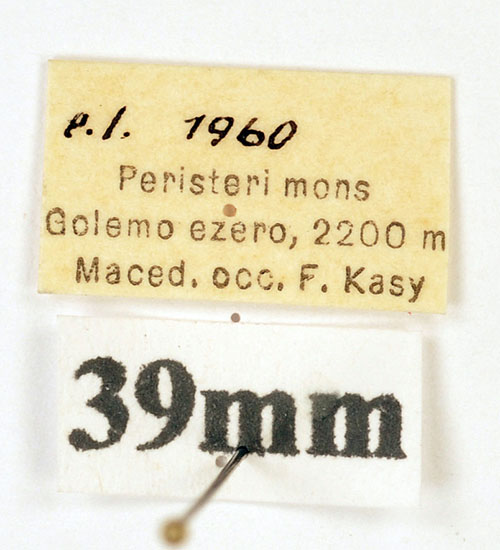 e.l. 1960
Peristeri mons
Golemo ezero, 2200 m
Maced. occ. F. Kasy
39mm